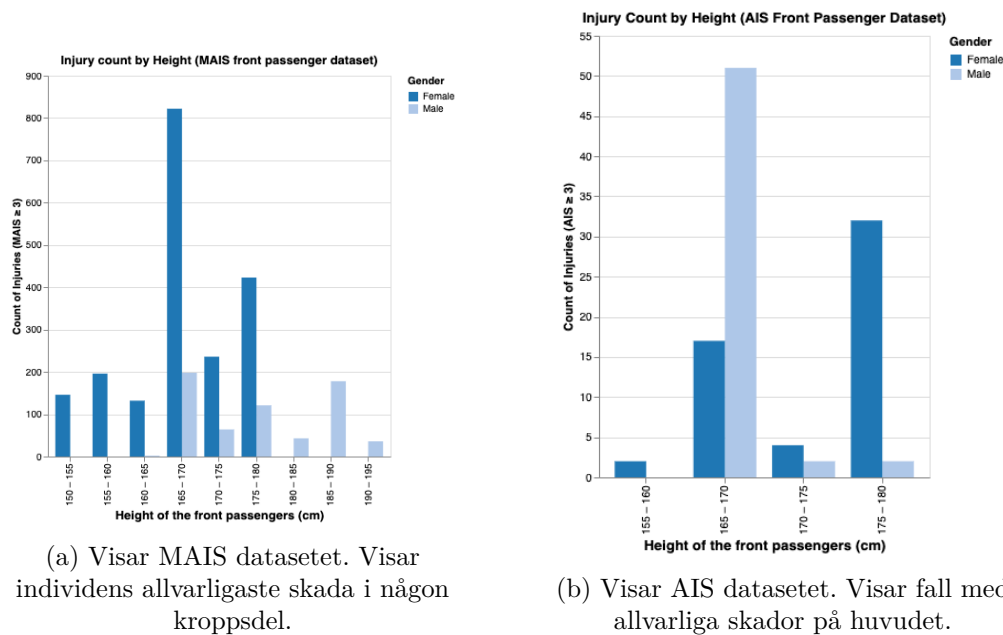 Injury count by Height (MAIS front passenger dataset)
Gender
Female
Male
Count of Injuries (MAIS ≥ 3)
900
800
700
600
500
400
300
200
100
0
150 – 155
155 – 160
160 – 165
165 – 170
170 – 175
175 – 180
180 – 185
185 – 190
190 – 195
Height of the front passengers (cm)
(a) Visar MAIS datasetet. Visar
individens allvarligaste skada i någon
kroppsdel.
Injury Count by Height (AIS Front Passenger Dataset)
Gender
Female
Male
Count of Injuries (AIS ≥ 3)
55
50
45
40
35
30
25
20
15
10
5
0
155 – 160
165 – 170
170 – 175
175 – 180
Height of the front passengers (cm)
(b) Visar AIS datasetet. Visar fall med
allvarliga skador på huvudet.